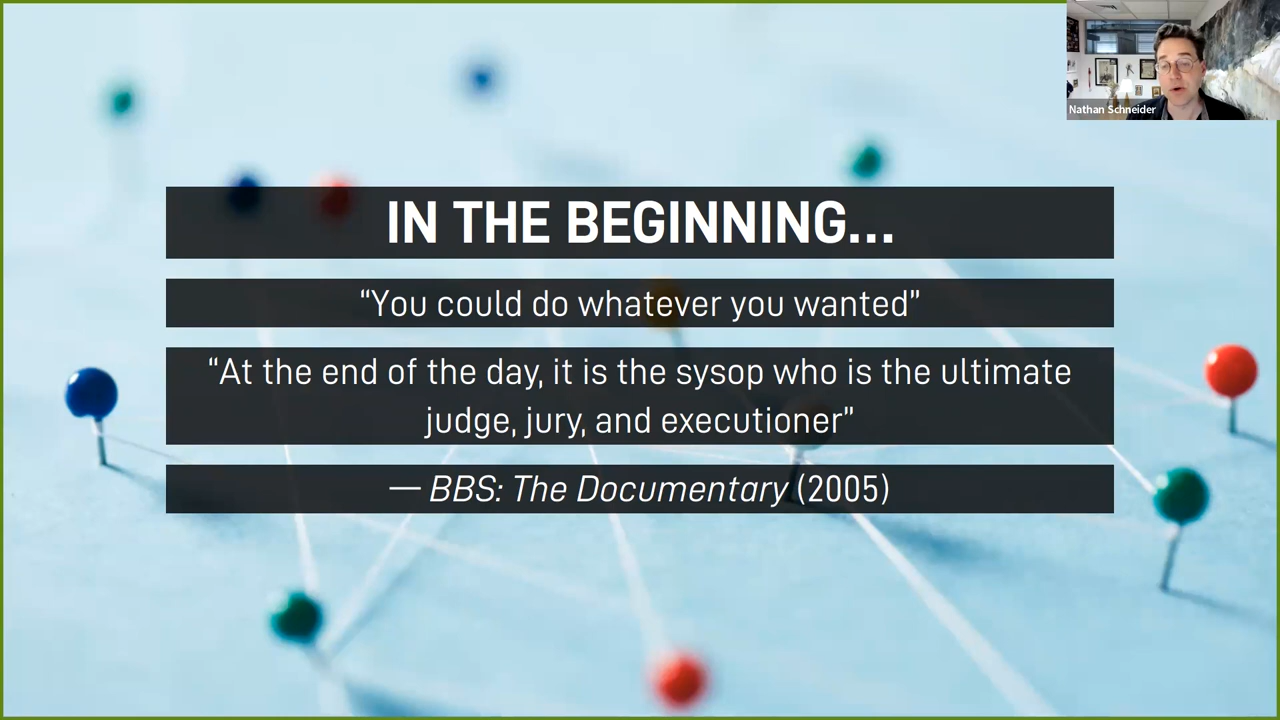 Nathan Schneider
IN THE BEGINNING...
“You could do whatever you wanted”
“At the end of the day, it is the sysop who is the ultimate
judge, jury, and executioner”
— BBS: The Documentary (2005)